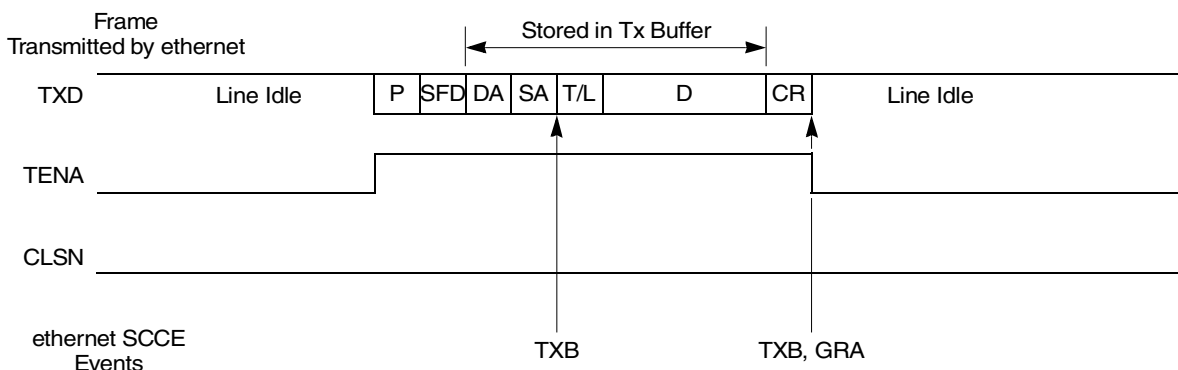 Frame
Transmitted by ethernet
Stored in Tx Buffer
TXD
Line Idle
P
SFD
DA
SA
T/L
D
CR
Line Idle
TENA
CLSN
ethernet SCCE
Events
TXB
TXB, GRA